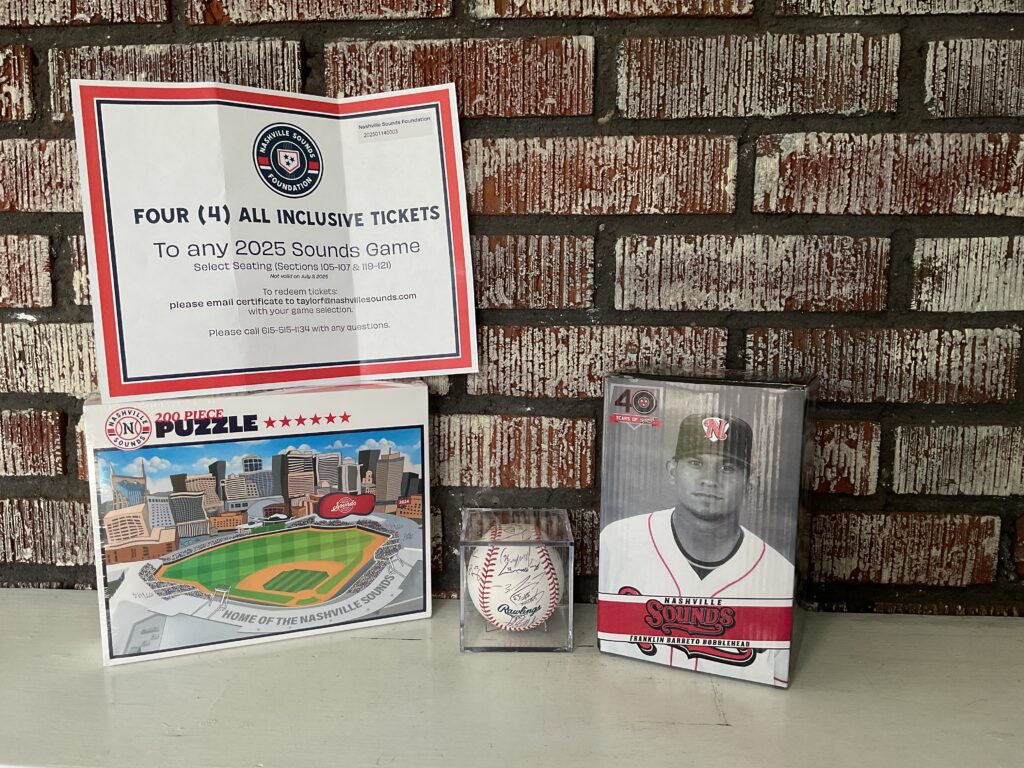 Nashville Sounds Foundation
202501140003
NASHVILLE SOUNDS
FOUNDATION
FOUR (4) ALL INCLUSIVE TICKETS
To any 2025 Sounds Game
Select Seating (Sections 105-107 & 119-121)
Not valid on July 3 2025
To redeem tickets:
please email certificate to taylorf@nashvillesounds.com
with your game selection.
Please call 615-515-1134 with any questions.
NASHVILLE
N
SOUNDS
200 PIECE
PUZZLE
Sounds
HOME OF THE NASHVILLE SOUNDS
Rawlings
40
YEARS OF
N
NASHVILLE
SOUNDS
FRANKLIN BARRETO BOBBLEHEAD